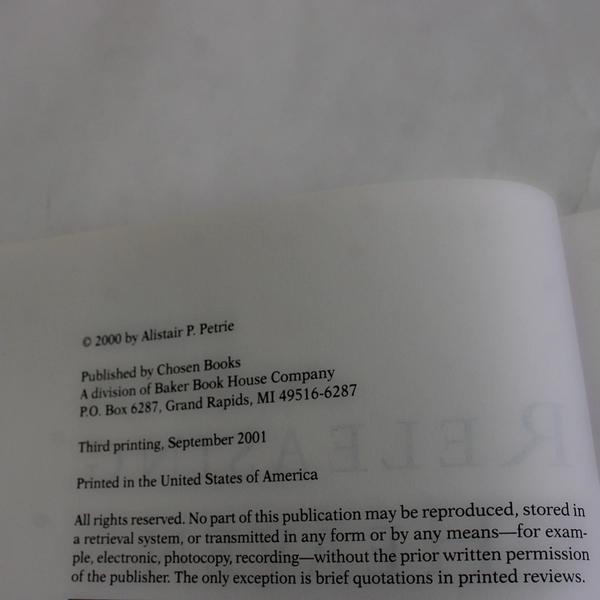 © 2000 by Alistair P. Petrie
Published by Chosen Books
A division of Baker Book House Company
P.O. Box 6287, Grand Rapids, MI 49516-6287
Third printing, September 2001
RELEASING
Printed in the United States of America
All rights reserved. No part of this publication may be reproduced, stored in
a retrieval system, or transmitted in any form or by any means—for exam-
ple, electronic, photocopy, recording—without the prior written permission
of the publisher. The only exception is brief quotations in printed reviews.